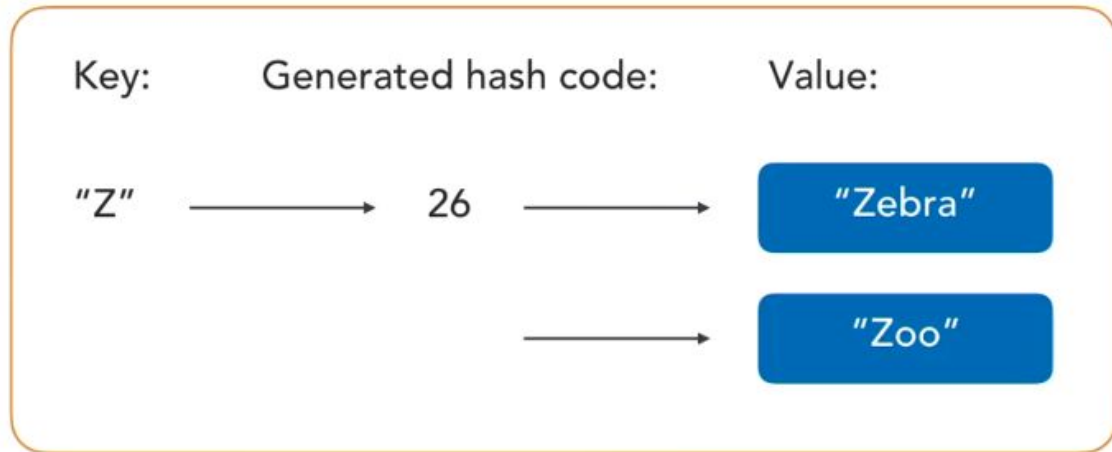 Key: Generated hash code: Value:
“Z” 26 “Zebra”
“Zoo”